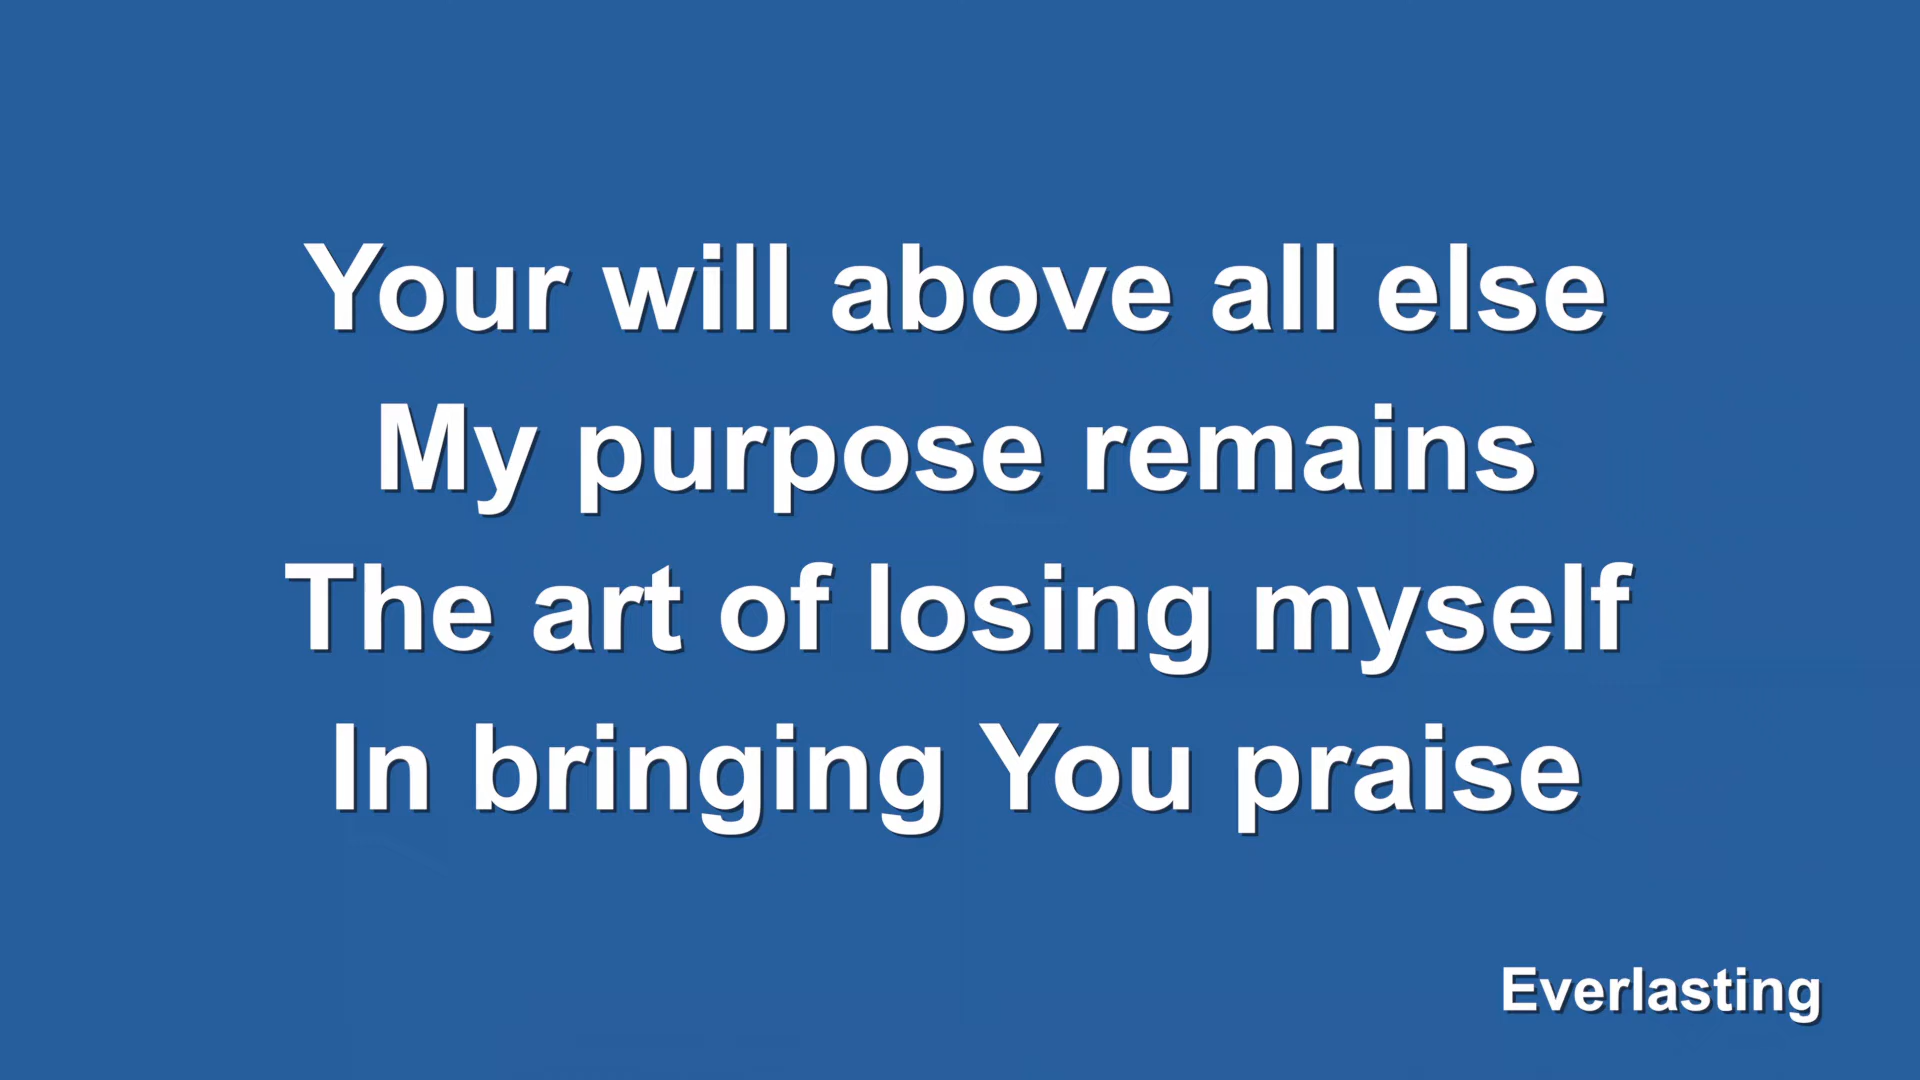 Your will above all else
My purpose remains
The art of losing myself
In bringing You praise
Everlasting